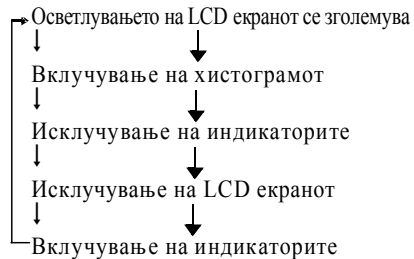 Осветлувањето на LCD екранот се зголемува
Вклучување на хистограмот
Исклучување на индикаторите
Исклучување на LCD екранот
Вклучување на индикаторите